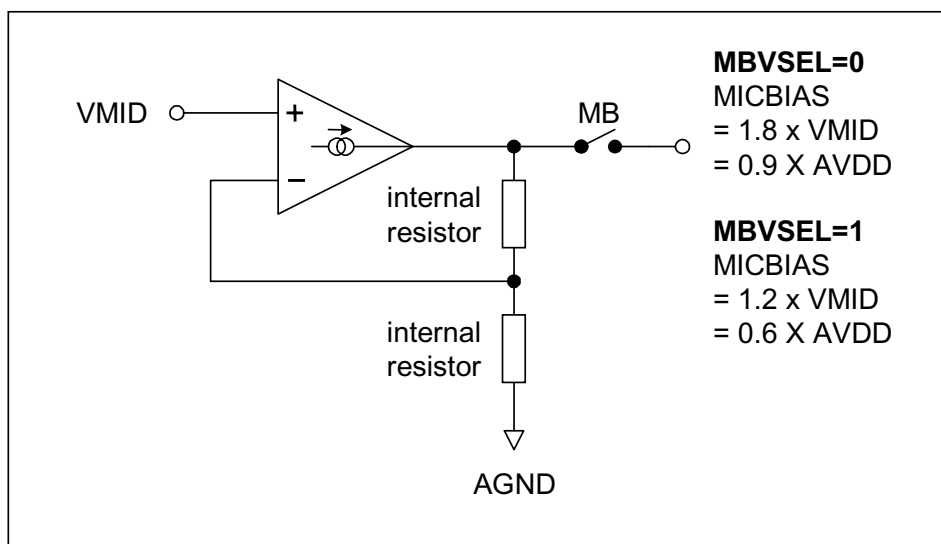 VMID
+
−
MB
internal
resistor
internal
resistor
AGND
MBVSEL=0
MICBIAS
= 1.8 x VMID
= 0.9 X AVDD
MBVSEL=1
MICBIAS
= 1.2 x VMID
= 0.6 X AVDD